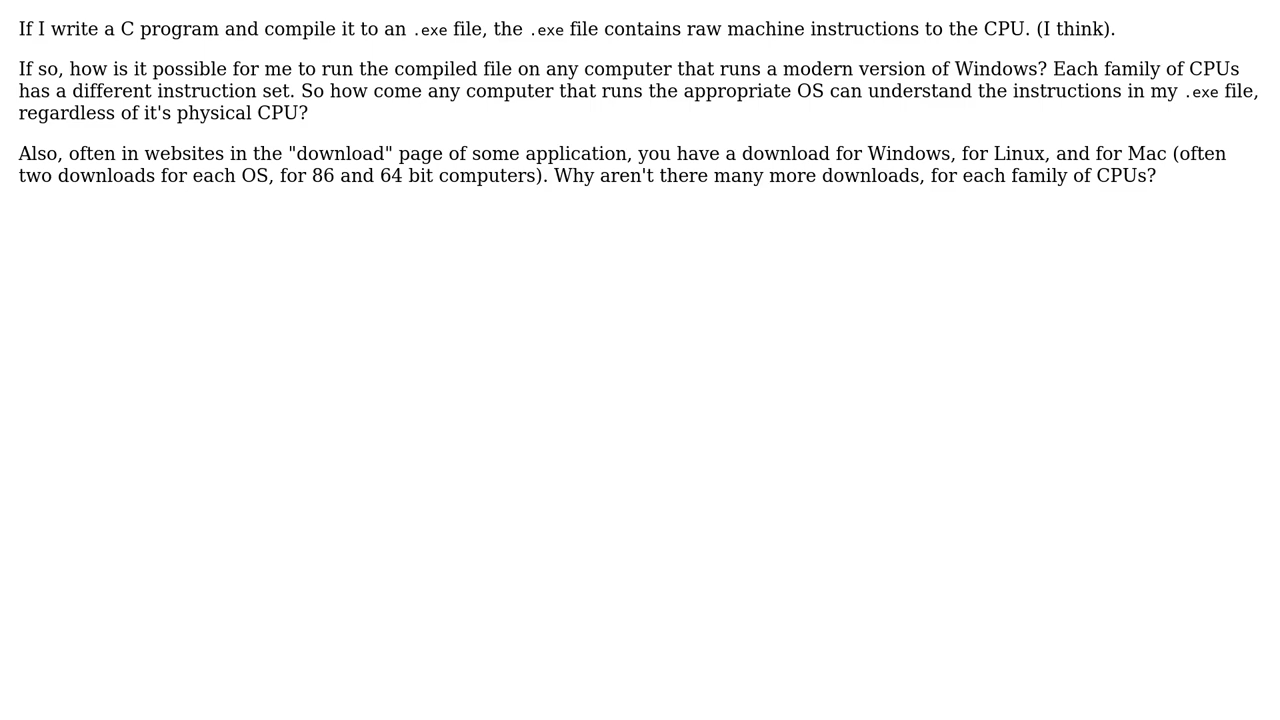 If I write a C program and compile it to an .exe file, the .exe file contains raw machine instructions to the CPU. (I think).
If so, how is it possible for me to run the compiled file on any computer that runs a modern version of Windows? Each family of CPUs
has a different instruction set. So how come any computer that runs the appropriate OS can understand the instructions in my .exe file,
regardless of it's physical CPU?
Also, often in websites in the "download" page of some application, you have a download for Windows, for Linux, and for Mac (often
two downloads for each OS, for 86 and 64 bit computers). Why aren't there many more downloads, for each family of CPUs?